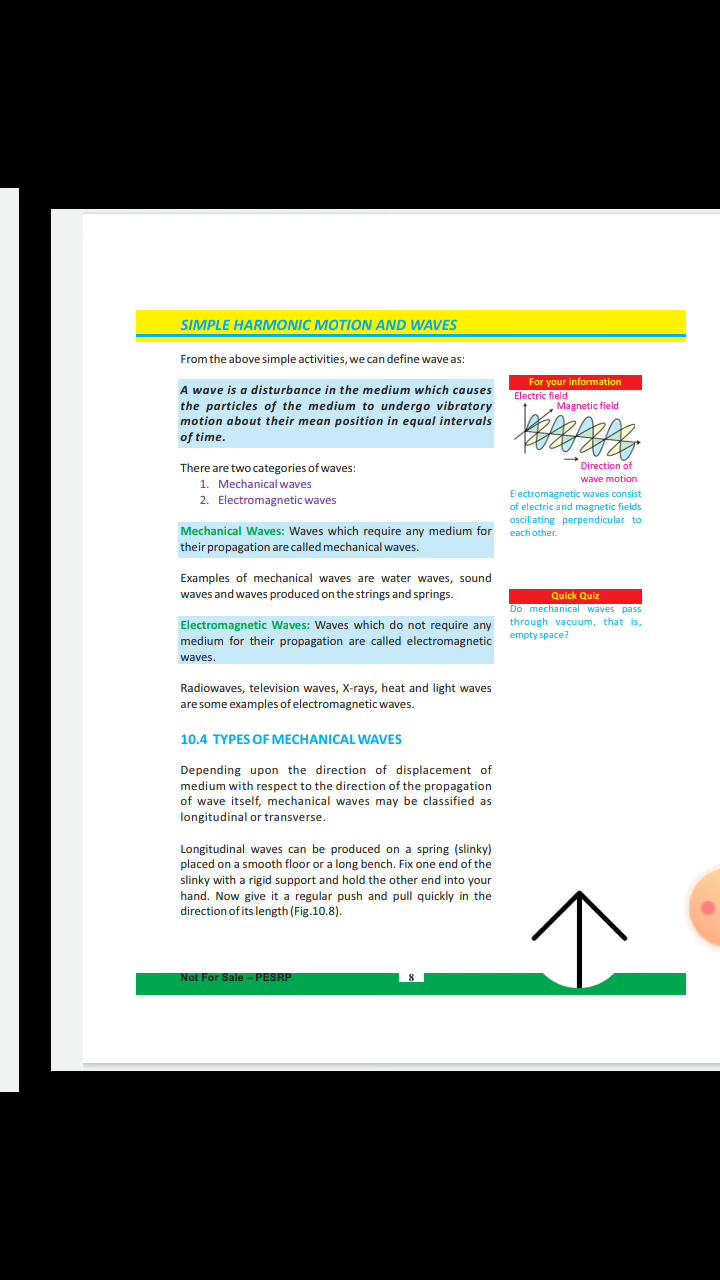 SIMPLE HARMONIC MOTION AND WAVES
From the above simple activities, we can define wave as:
A wave is a disturbance in the medium which causes
the particles of the medium to undergo vibratory
motion about their mean position in equal intervals
of time.
There are two categories of waves:
1. Mechanical waves
2. Electromagnetic waves
Mechanical Waves: Waves which require any medium for
their propagation are called mechanical waves.
Examples of mechanical waves are water waves, sound
waves and waves produced on the strings and springs.
Electromagnetic Waves: Waves which do not require any
medium for their propagation are called electromagnetic
waves.
Radiowaves, television waves, X-rays, heat and light waves
are some examples of electromagnetic waves.
10.4 TYPES OF MECHANICAL WAVES
Depending upon the direction of displacement of
medium with respect to the direction of the propagation
of wave itself, mechanical waves may be classified as
longitudinal or transverse.
Longitudinal waves can be produced on a spring (slinky)
placed on a smooth floor or a long bench. Fix one end of the
slinky with a rigid support and hold the other end into your
hand. Now give it a regular push and pull quickly in the
direction of its length (Fig.10.8).
For your information
Electric field
Magnetic field
Direction of
wave motion
Electromagnetic waves consist
of electric and magnetic fields
oscillating perpendicular to
each other.
Quick Quiz
Do mechanical waves pass
through vacuum, that is,
empty space?
Not For Sale – PESRP
8